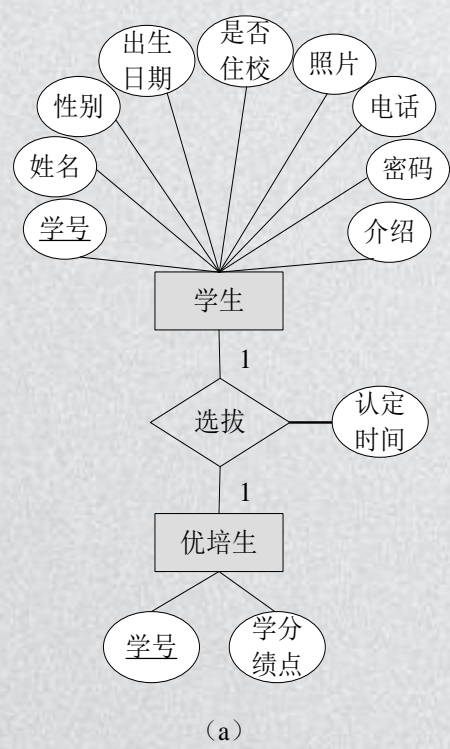 出生
日期
是否
住校
照片
性别
电话
姓名
密码
学号
介绍
学生
1
选拔
认定
时间
1
优培生
学号
学分
绩点
（a）